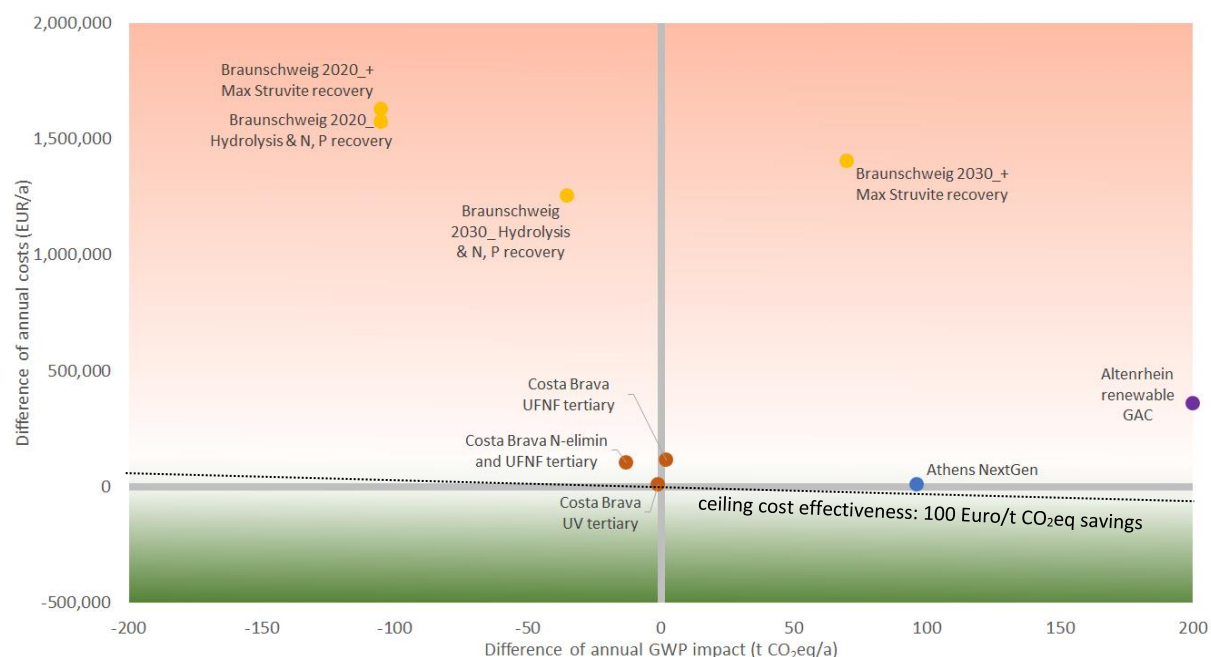 2,000,000
1,500,000
1,000,000
500,000
0
-500,000
Difference of annual costs (EUR/a)
Braunschweig 2020_+
Max Struvite recovery
Braunschweig 2020_
Hydrolysis & N, P recovery
Braunschweig
2030_ Hydrolysis
& N, P recovery
Braunschweig 2030_+
Max Struvite recovery
Altenrhein
renewable
GAC
Costa Brava
UFNF tertiary
Costa Brava N-elimin
and UFNF tertiary
Athens NextGen
Costa Brava
UV tertiary
ceiling cost effectiveness: 100 Euro/t CO₂eq savings
-200
-150
-100
-50
0
50
100
150
200
Difference of annual GWP impact (t CO₂eq/a)